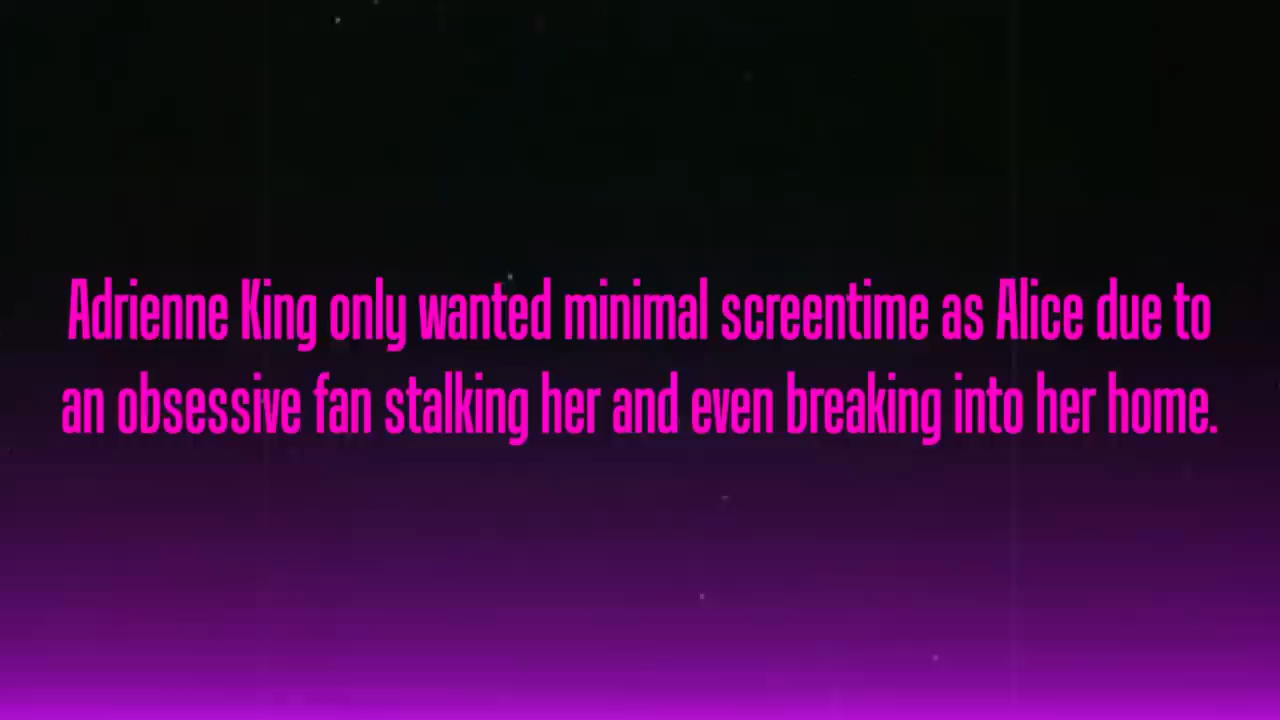 Adrienne King only wanted minimal screentime as Alice due to
an obsessive fan stalking her and even breaking into her home.